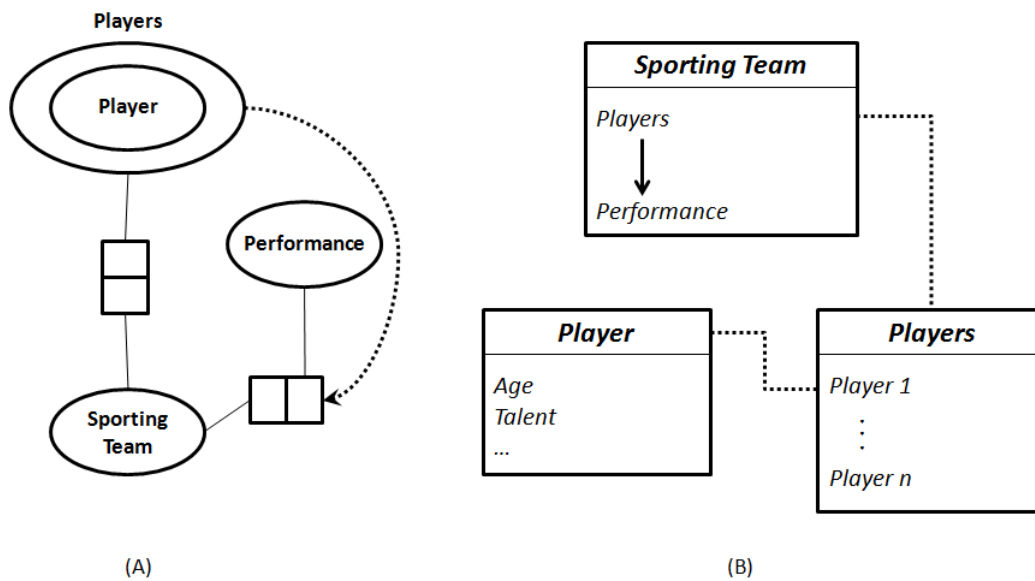 Players
Player
Performance
Sporting
Team
(A)
Sporting Team
Players
Performance
Player
Age
Talent
...
Players
Player 1
⋮
Player n
(B)